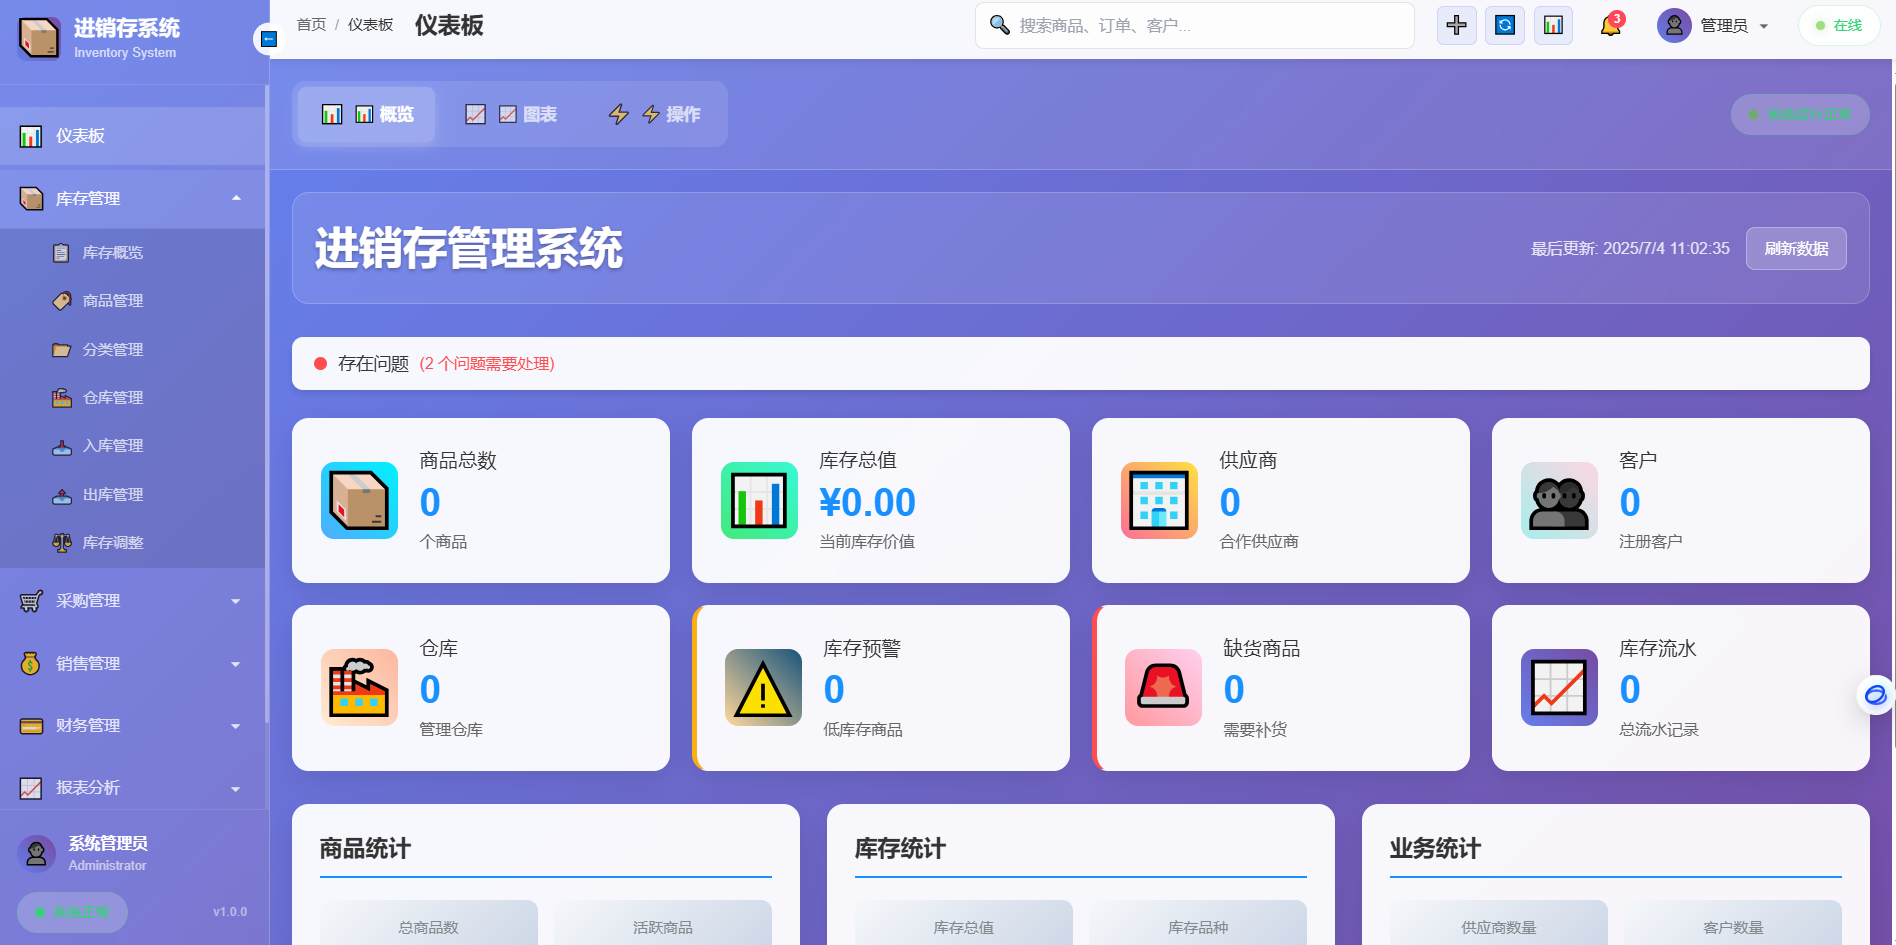 进销存系统
Inventory System
首页 / 仪表板
仪表板
搜索商品、订单、客户...
3
管理员
在线
仪表板
库存管理
库存概览
商品管理
分类管理
仓库管理
入库管理
出库管理
库存调整
采购管理
销售管理
财务管理
报表分析
系统管理员
Administrator
v1.0.0
概览
图表
操作
进销存管理系统
最后更新: 2025/7/4 11:02:35
刷新数据
存在问题 (2 个问题需要处理)
商品总数
0
个商品
库存总值
¥0.00
当前库存价值
供应商
0
合作供应商
客户
0
注册客户
仓库
0
管理仓库
库存预警
0
低库存商品
缺货商品
0
需要补货
库存流水
0
总流水记录
商品统计
总商品数
活跃商品
库存统计
库存总值
库存品种
业务统计
供应商数量
客户数量